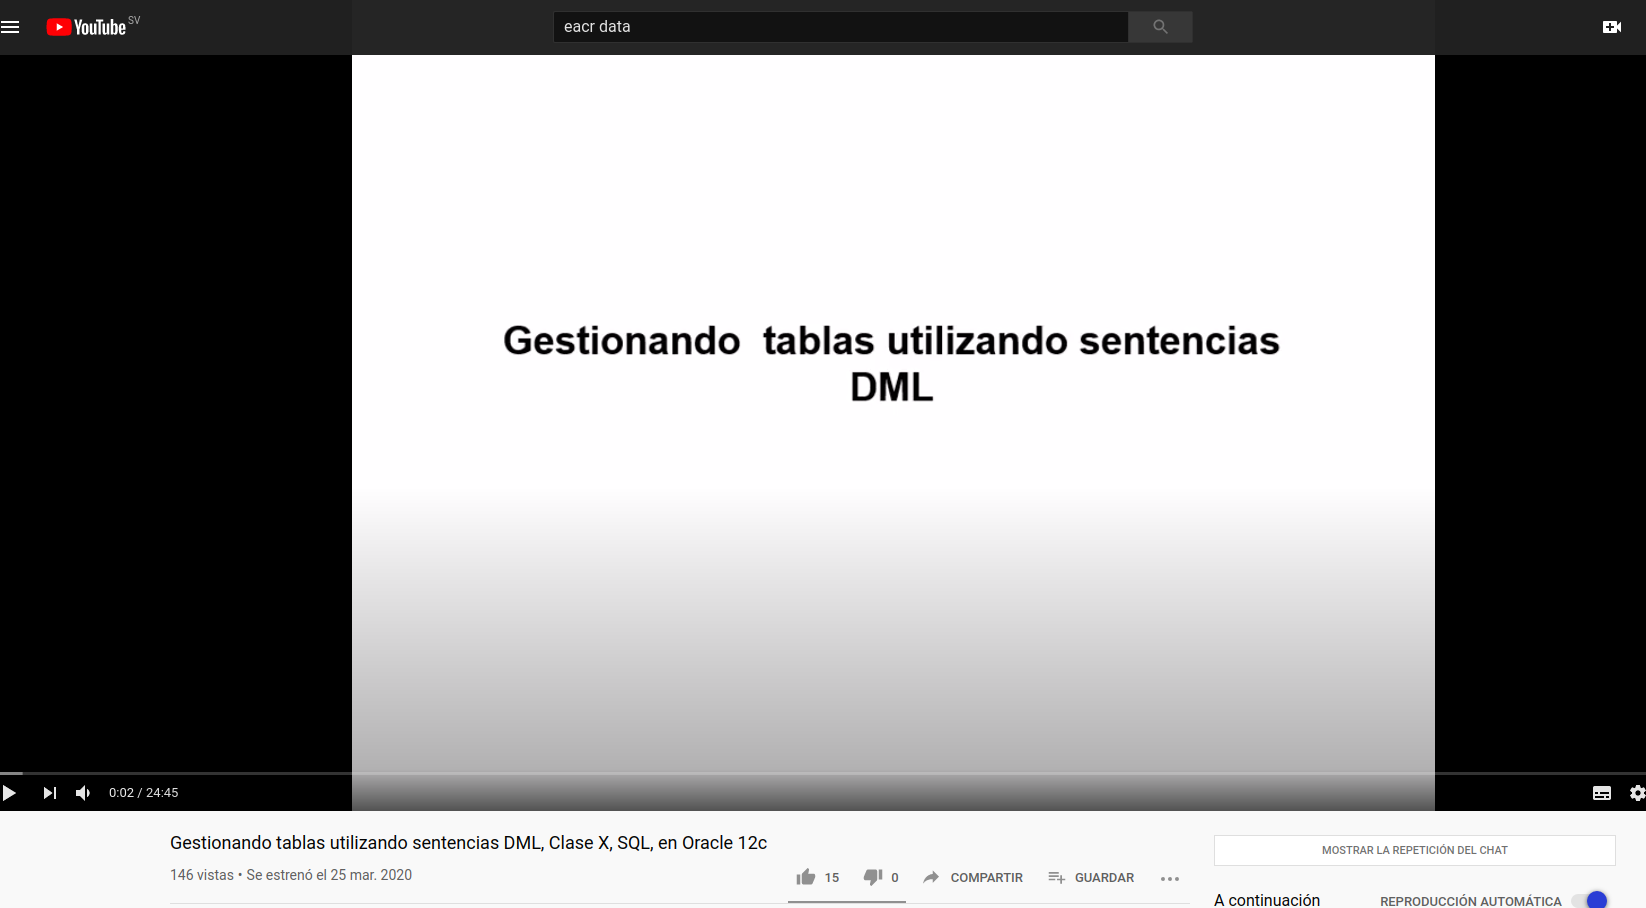 YouTube SV
eacr data
Gestionando tablas utilizando sentencias
DML
0:02 / 24:45
Gestionando tablas utilizando sentencias DML, Clase X, SQL, en Oracle 12c
146 vistas • Se estrenó el 25 mar. 2020
15 0 COMPARTIR GUARDAR
MOSTRAR LA REPETICIÓN DEL CHAT
A continuación REPRODUCCIÓN AUTOMÁTICA